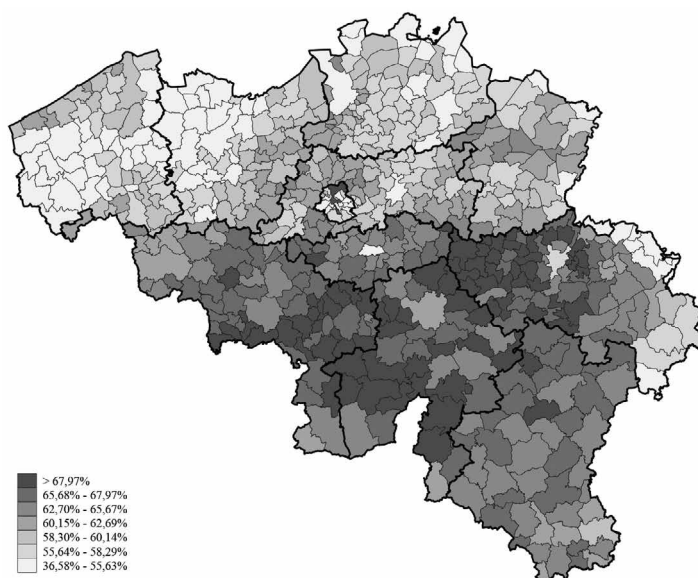 > 67,97%
65,68% - 67,97%
62,70% - 65,67%
60,15% - 62,69%
58,30% - 60,14%
55,64% - 58,29%
36,58% - 55,63%